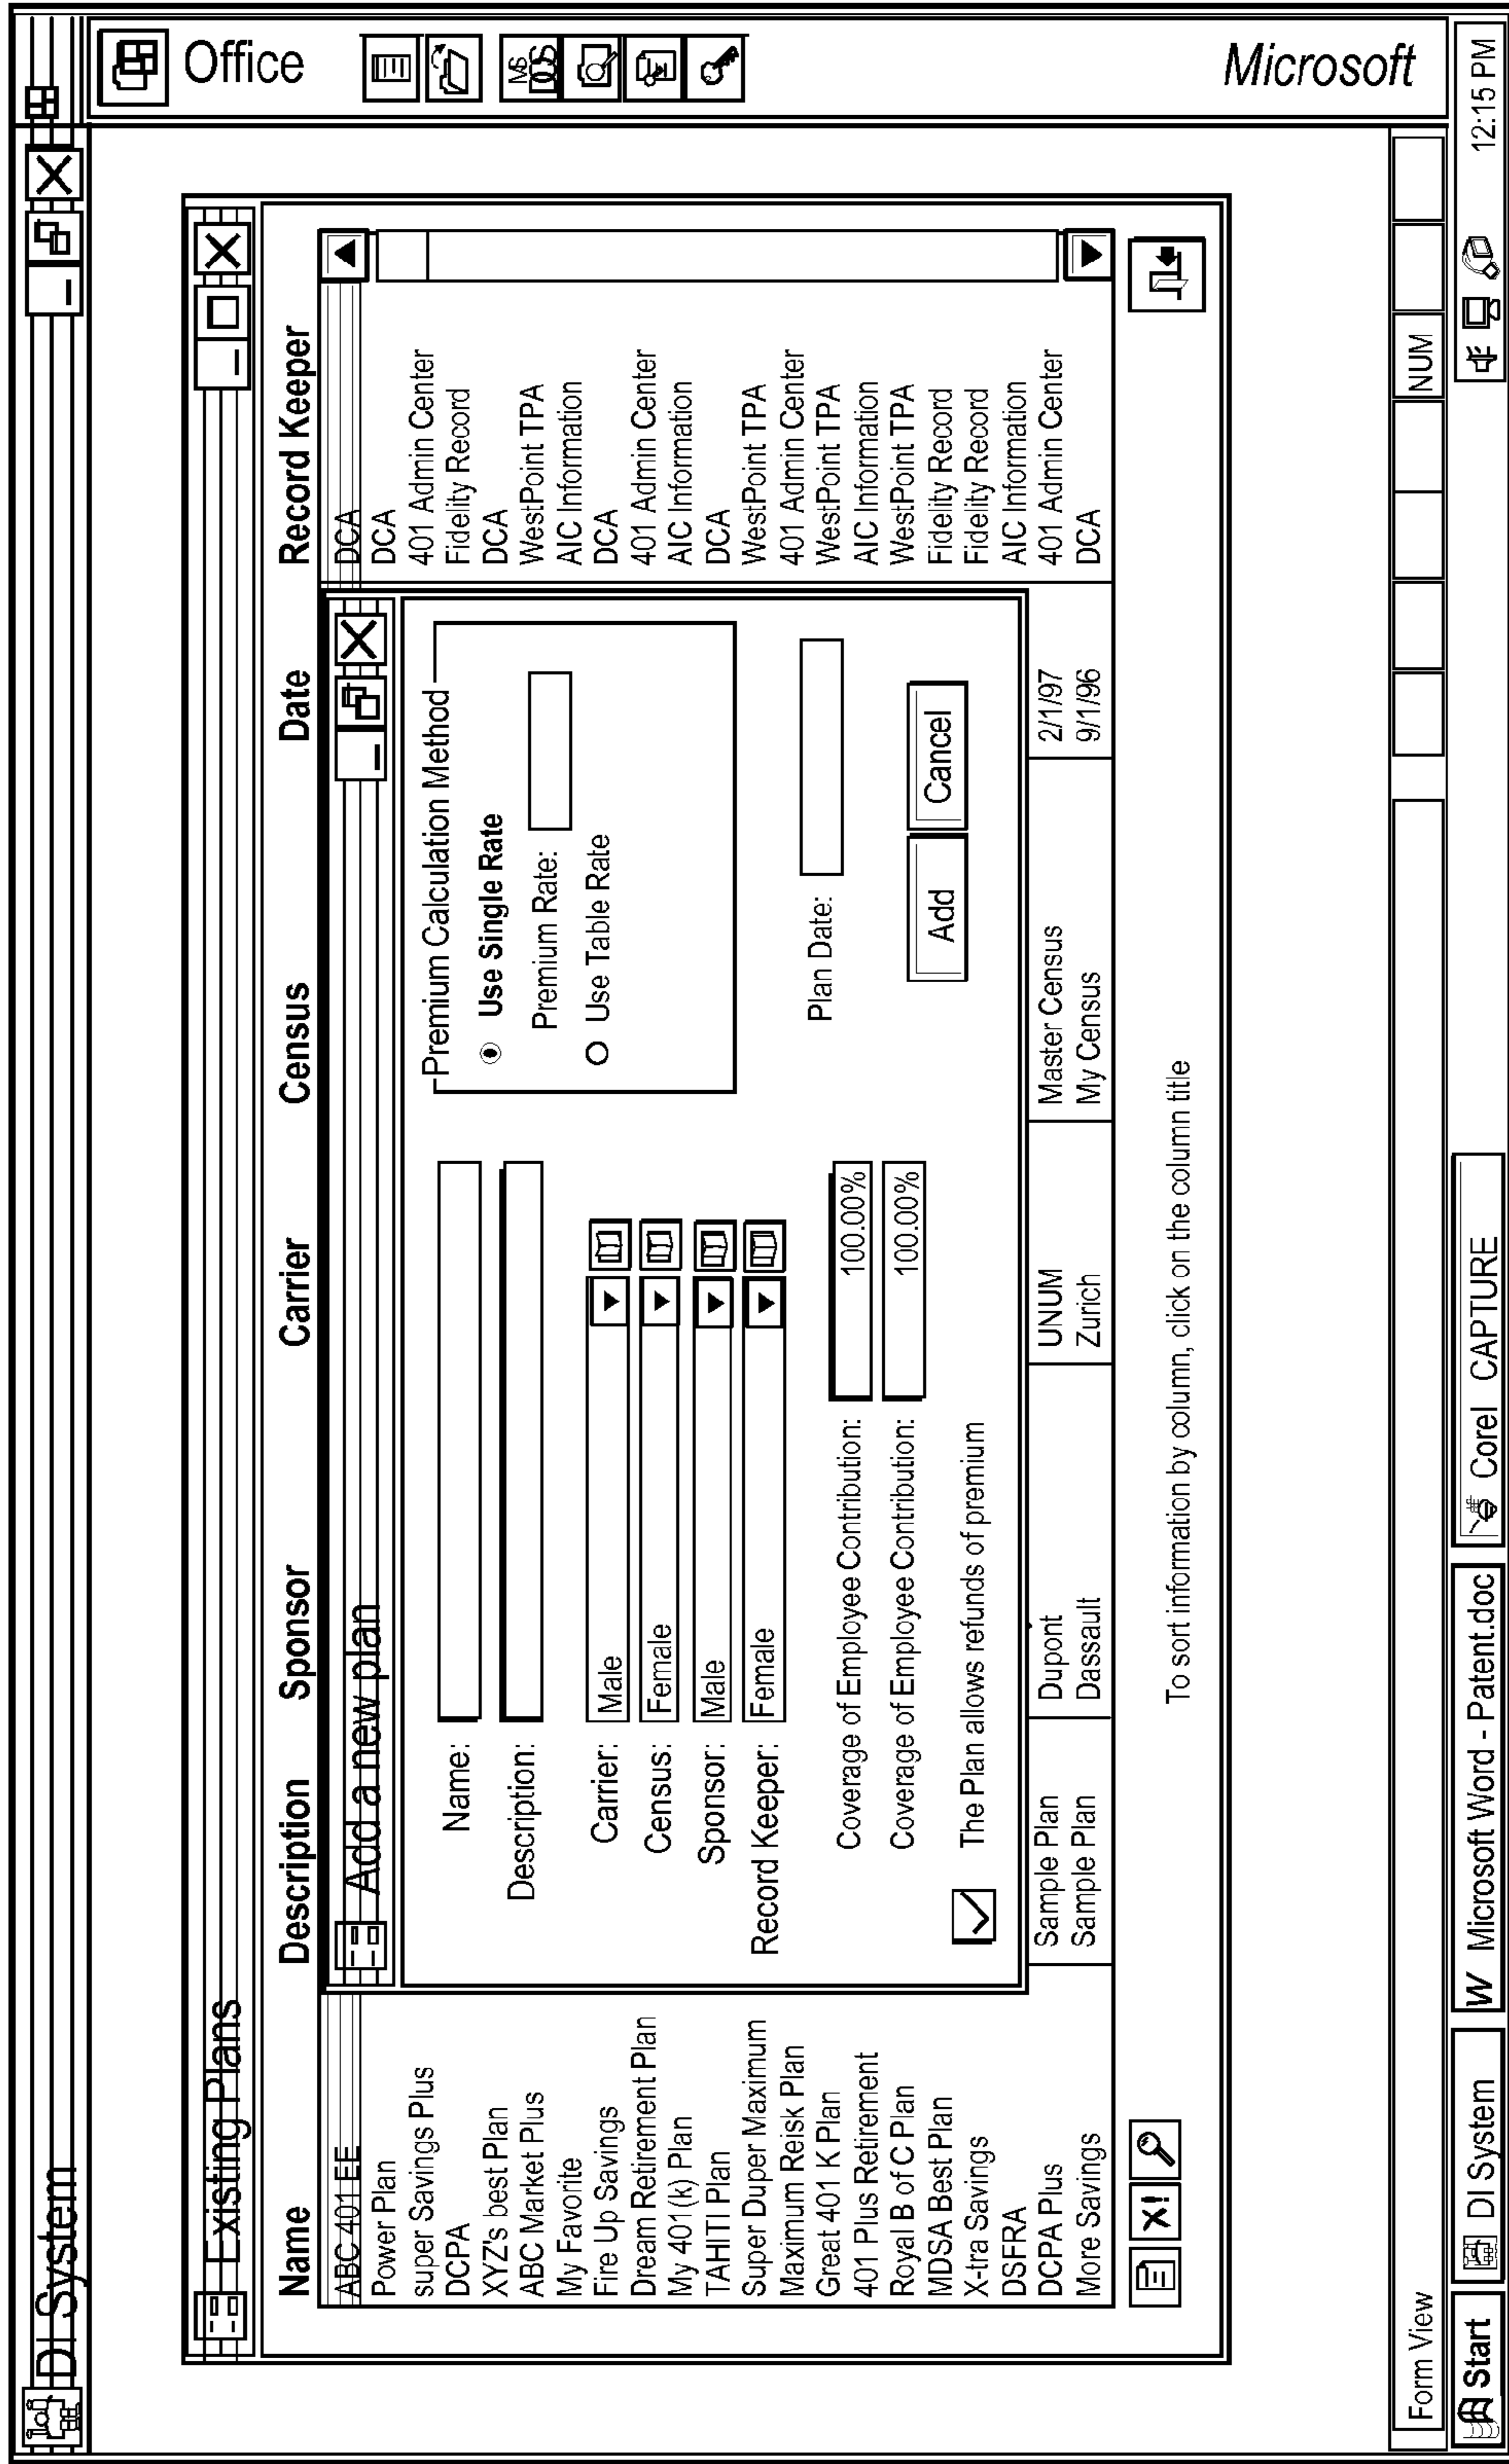 DI System
Office
MS DOS
Microsoft
Existing Plans
Name Description Sponsor Carrier Census Date Record Keeper
ABC 401 EE DCA
Power Plan DCA
super Savings Plus 401 Admin Center
DCPA Fidelity Record
XYZ's best Plan DCA
ABC Market Plus WestPoint TPA
My Favorite AIC Information
Fire Up Savings DCA
Dream Retirement Plan 401 Admin Center
My 401(k) Plan AIC Information
TAHITI Plan DCA
Super Duper Maximum WestPoint TPA
Maximum Reisk Plan 401 Admin Center
Great 401 K Plan WestPoint TPA
401 Plus Retirement AIC Information
Royal B of C Plan WestPoint TPA
MDSA Best Plan Fidelity Record
X-tra Savings Fidelity Record
DSFRA AIC Information
DCPA Plus Sample Plan Dupont UNUM Master Census 2/1/97 401 Admin Center
More Savings Sample Plan Dassault Zurich My Census 9/1/96 DCA
Add a new plan
Name:
Description:
Carrier: Male
Census: Female
Sponsor: Male
Record Keeper: Female
Coverage of Employee Contribution: 100.00%
Coverage of Employee Contribution: 100.00%
The Plan allows refunds of premium
Premium Calculation Method
Use Single Rate
Premium Rate:
Use Table Rate
Plan Date:
Add Cancel
To sort information by column, click on the column title
Form View NUM
Start DI System W Microsoft Word - Patent.doc Corel CAPTURE 12:15 PM